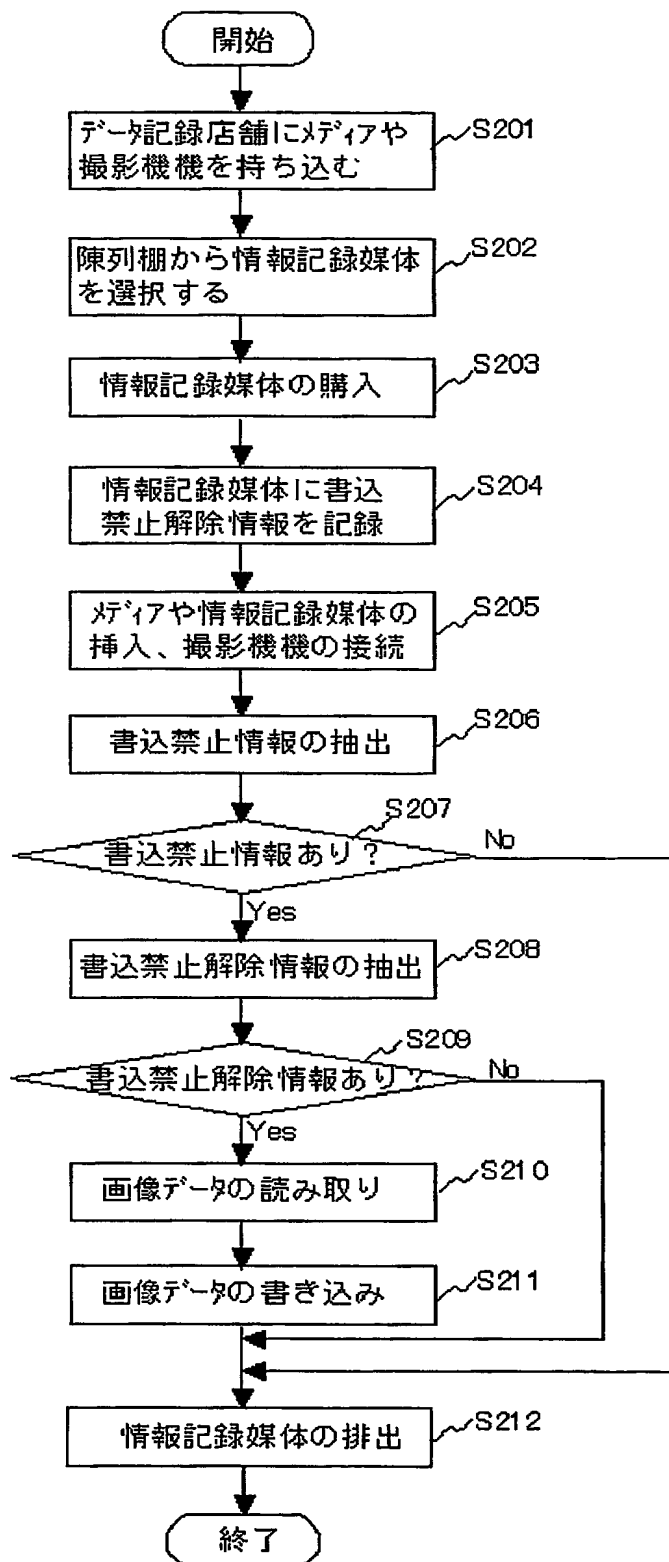 開始
データ記録店舗にメディアや
撮影機機を持ち込む
S201
陳列棚から情報記録媒体
を選択する
S202
情報記録媒体の購入
S203
情報記録媒体に書込
禁止解除情報を記録
S204
メディアや情報記録媒体の
挿入、撮影機機の接続
S205
書込禁止情報の抽出
S206
書込禁止情報あり?
S207
No
Yes
書込禁止解除情報の抽出
S208
書込禁止解除情報あり?
S209
No
Yes
画像データの読み取り
S210
画像データの書き込み
S211
情報記録媒体の排出
S212
終了